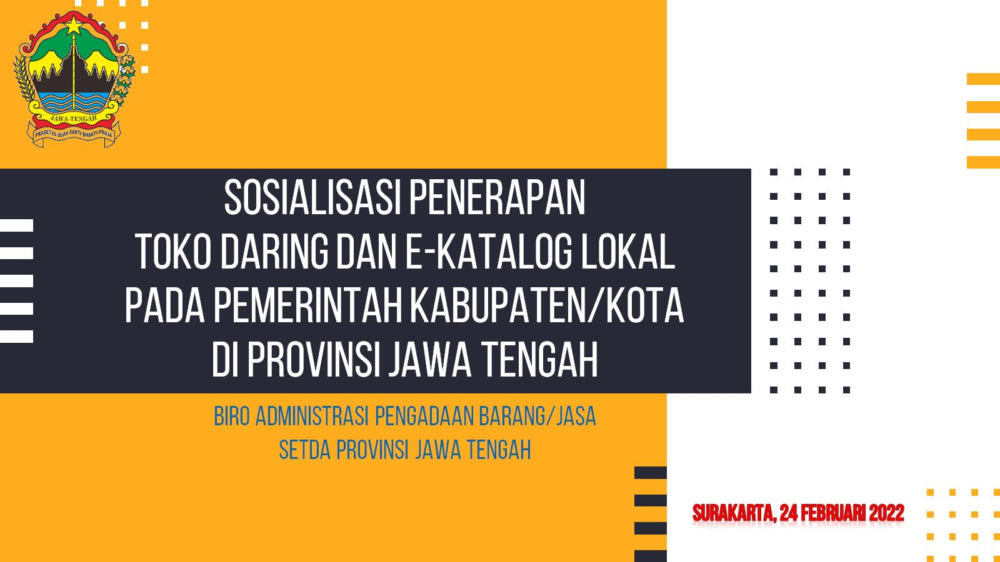 JAWA-TENGAH
PRASETYA ULAH SAKTI BHAKTI PRAJA
SOSIALISASI PENERAPAN
TOKO DARING DAN E-KATALOG LOKAL
PADA PEMERINTAH KABUPATEN/KOTA
DI PROVINSI JAWA TENGAH
BIRO ADMINISTRASI PENGADAAN BARANG/JASA
SETDA PROVINSI JAWA TENGAH
SURAKARTA, 24 FEBRUARI 2022